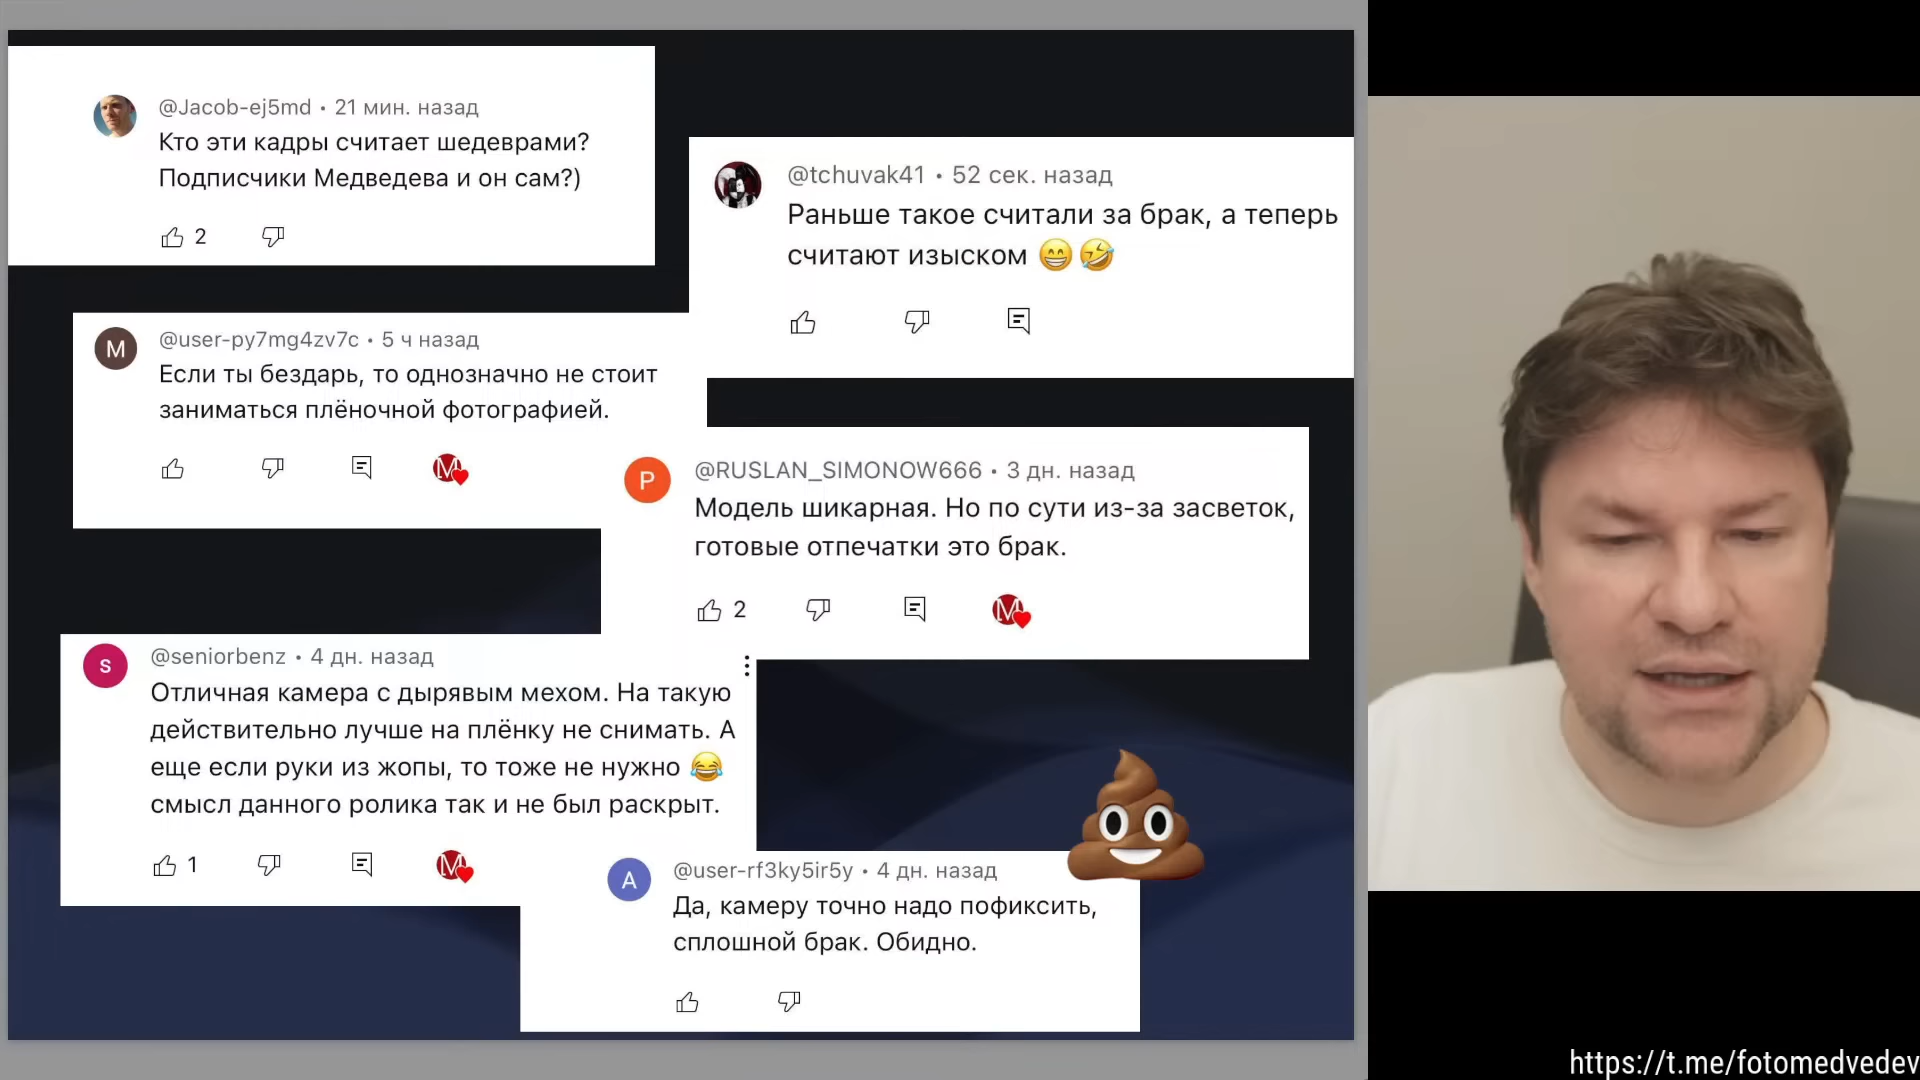 @Jacob-ej5md • 21 мин. назад
Кто эти кадры считает шедеврами?
Подписчики Медведева и он сам?)
2
@tchuvak41 • 52 сек. назад
Раньше такое считали за брак, а теперь
считают изыском 😁🤣
M
@user-py7mg4zv7c • 5 ч назад
Если ты бездарь, то однозначно не стоит
заниматься плёночной фотографией.
P
@RUSLAN_SIMONOW666 • 3 дн. назад
Модель шикарная. Но по сути из-за засветок,
готовые отпечатки это брак.
2
s
@seniorbenz • 4 дн. назад
Отличная камера с дырявым мехом. На такую
действительно лучше на плёнку не снимать. А
еще если руки из жопы, то тоже не нужно 😂
смысл данного ролика так и не был раскрыт.
1
A
@user-rf3ky5ir5y • 4 дн. назад
Да, камеру точно надо пофиксить,
сплошной брак. Обидно.
https://t.me/fotomedvedev